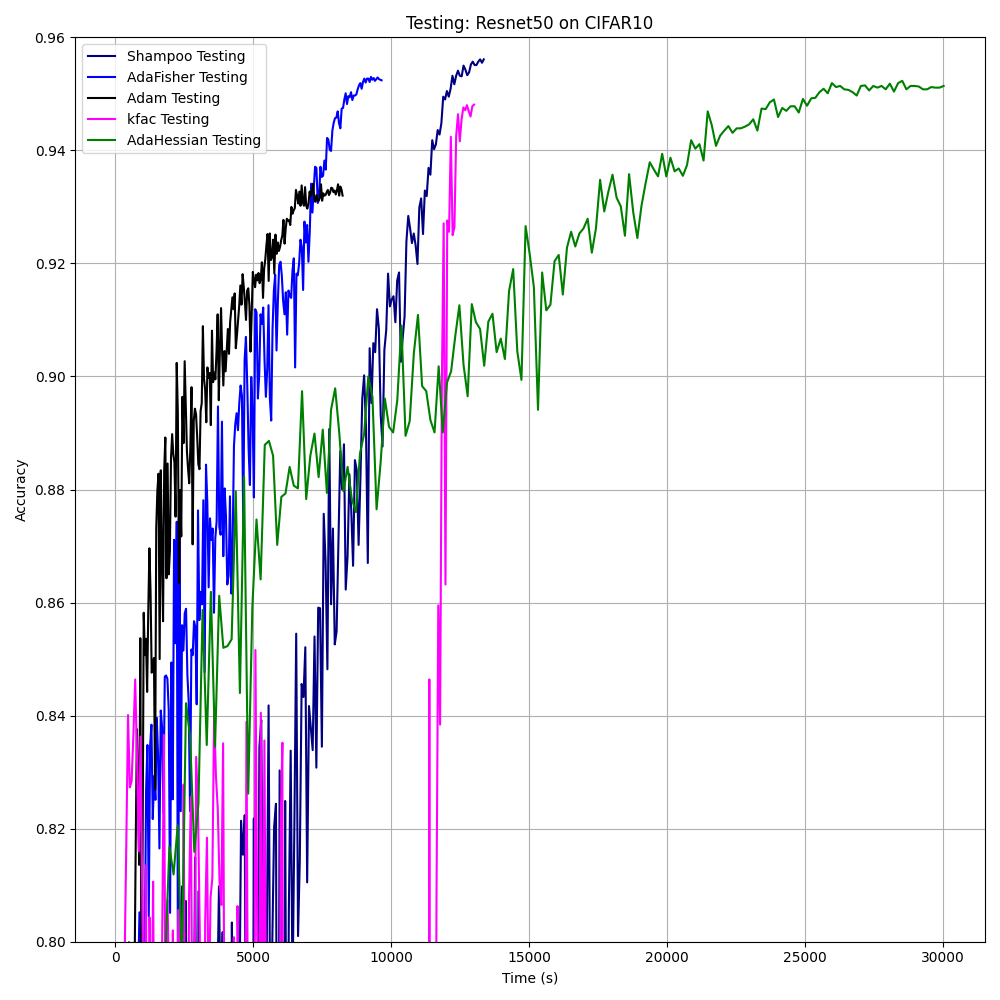 Testing: Resnet50 on CIFAR10
Shampoo Testing
AdaFisher Testing
Adam Testing
kfac Testing
AdaHessian Testing
Accuracy
0.96
0.94
0.92
0.90
0.88
0.86
0.84
0.82
0.80
0 5000 10000 15000 20000 25000 30000
Time (s)